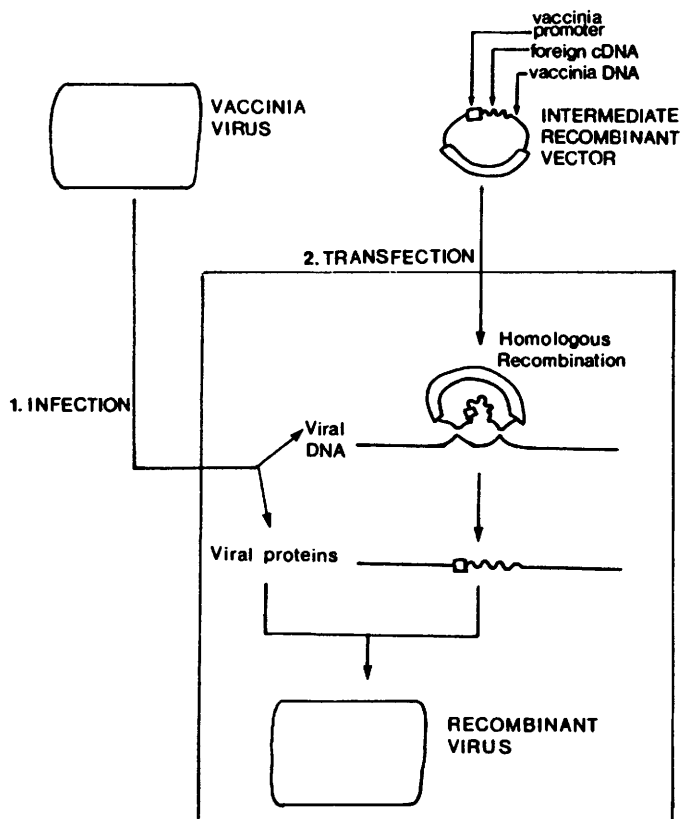 vaccinia
promoter
foreign cDNA
vaccinia DNA
VACCINIA
VIRUS
INTERMEDIATE
RECOMBINANT
VECTOR
2. TRANSFECTION
Homologous
Recombination
1. INFECTION
Viral
DNA
Viral proteins
RECOMBINANT
VIRUS